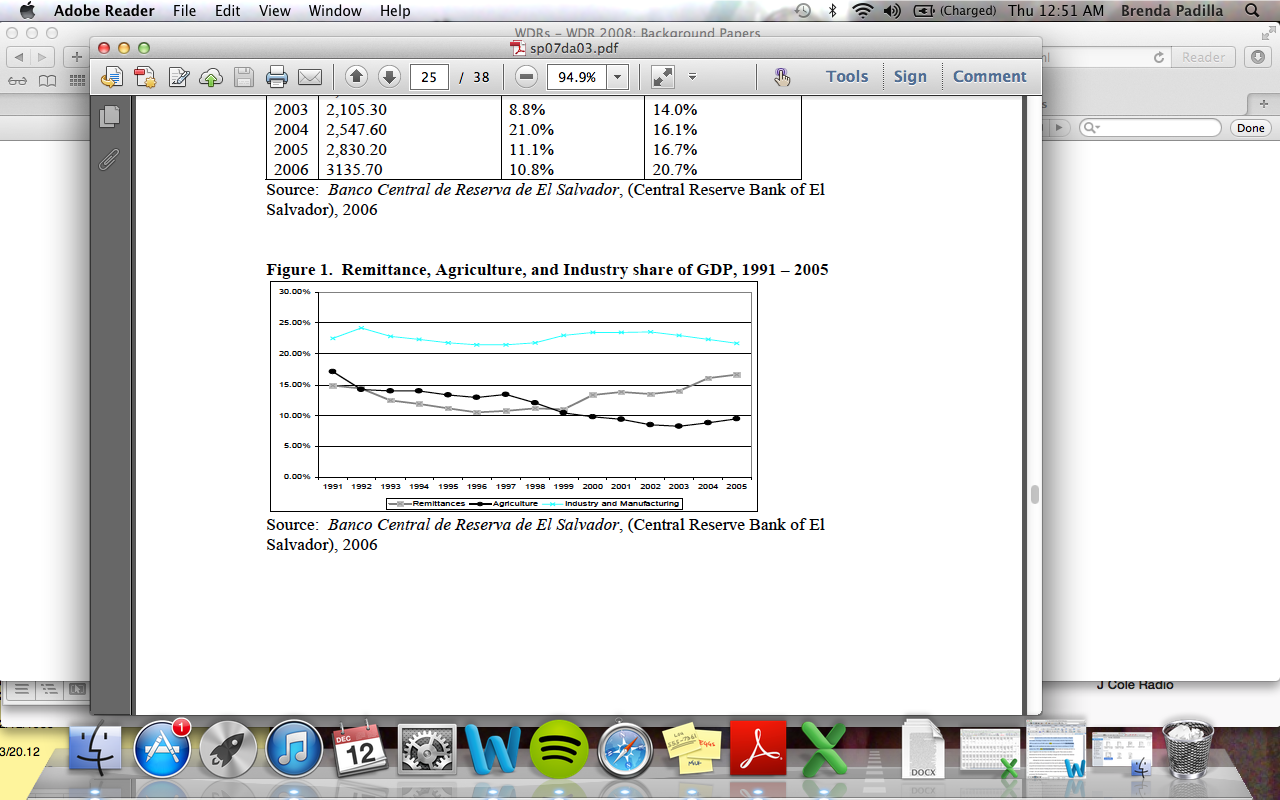 Adobe Reader File Edit View Window Help (Charged) Thu 12:51 AM Brenda Padilla
WDRs – WDR 2008: Background Papers
sp07da03.pdf
Reader
25 / 38 94.9% Tools Sign Comment
Done
2003 2,105.30 8.8% 14.0%
2004 2,547.60 21.0% 16.1%
2005 2,830.20 11.1% 16.7%
2006 3135.70 10.8% 20.7%
Source: Banco Central de Reserva de El Salvador, (Central Reserve Bank of El
Salvador), 2006
Figure 1. Remittance, Agriculture, and Industry share of GDP, 1991 – 2005
30.00%
25.00%
20.00%
15.00%
10.00%
5.00%
0.00%
1991 1992 1993 1994 1995 1996 1997 1998 1999 2000 2001 2002 2003 2004 2005
Remittances Agriculture Industry and Manufacturing
Source: Banco Central de Reserva de El Salvador, (Central Reserve Bank of El
Salvador), 2006
J Cole Radio
3/20.12
1
DEC
12
EGGS
MILK
DOCX